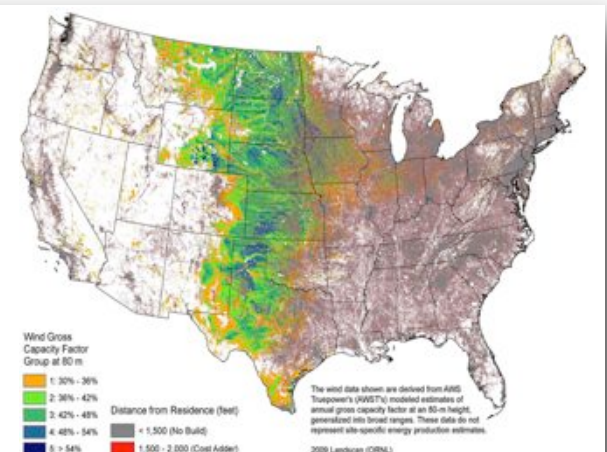 Wind Gross
Capacity Factor
Group at 80 m
1: 30% - 36%
2: 36% - 42%
3: 42% - 48%
4: 48% - 54%
5: > 54%
Distance from Residence (feet)
< 1,500 (No Build)
1,500 - 2,000 (Cost Adder)
The wind data shown are derived from AWS
Truepower's (AWST's) modeled estimates of
annual gross capacity factor at an 80-m height,
generalized into broad ranges. These data do not
represent site-specific energy production estimates.
2009 Landscan (ORNL)